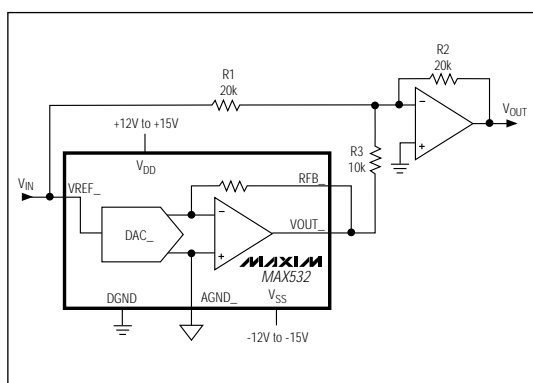 R1
20k
R2
20k
+12V to +15V
VOUT
R3
10k
VDD
RFB_
VIN
VREF_
DAC_
VOUT_
MAXIM
MAX532
DGND
AGND_
VSS
-12V to -15V